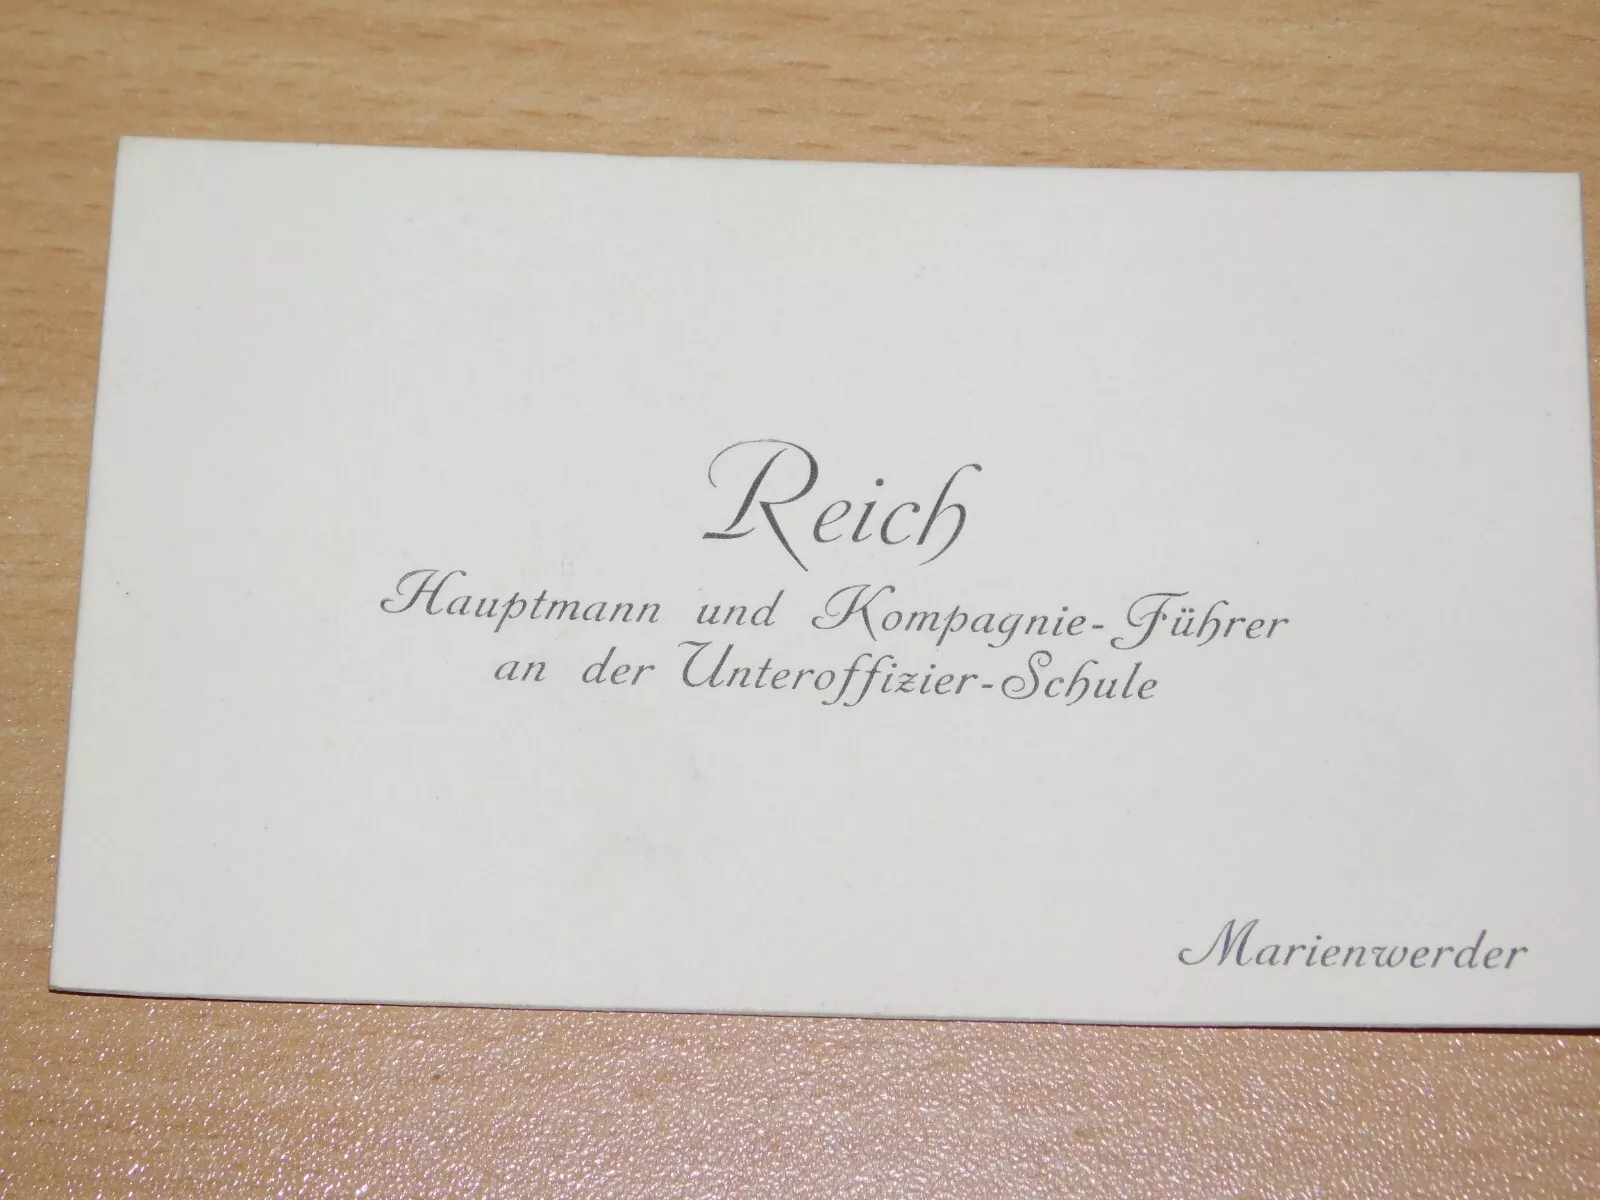 Reich
Hauptmann und Kompagnie-Führer
an der Unteroffizier-Schule
Marienwerder